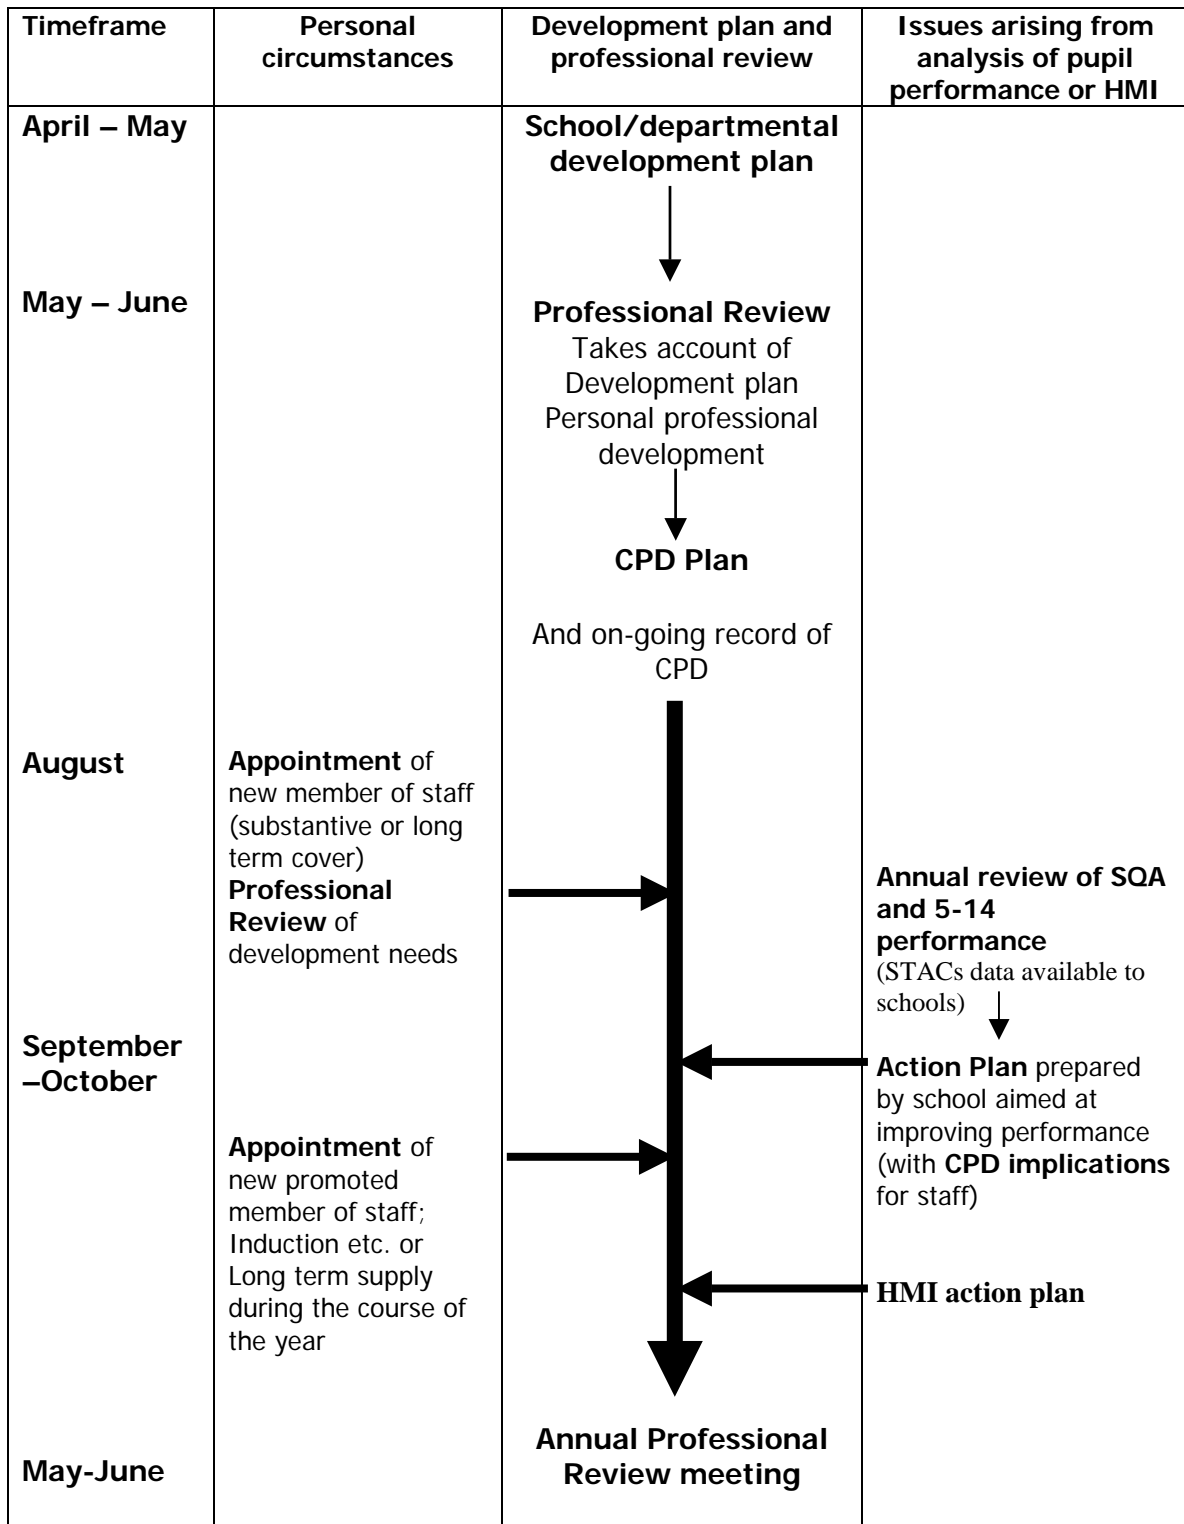 Timeframe
Personal
circumstances
Development plan and
professional review
Issues arising from
analysis of pupil
performance or HMI
April – May
School/departmental
development plan
May – June
Professional Review
Takes account of
Development plan
Personal professional
development
CPD Plan
And on-going record of
CPD
August
Appointment of
new member of staff
(substantive or long
term cover)
Professional
Review of
development needs
Annual review of SQA
and 5-14
performance
(STACs data available to
schools)
September
–October
Action Plan prepared
by school aimed at
improving performance
(with CPD implications
for staff)
Appointment of
new promoted
member of staff;
Induction etc. or
Long term supply
during the course of
the year
HMI action plan
May-June
Annual Professional
Review meeting